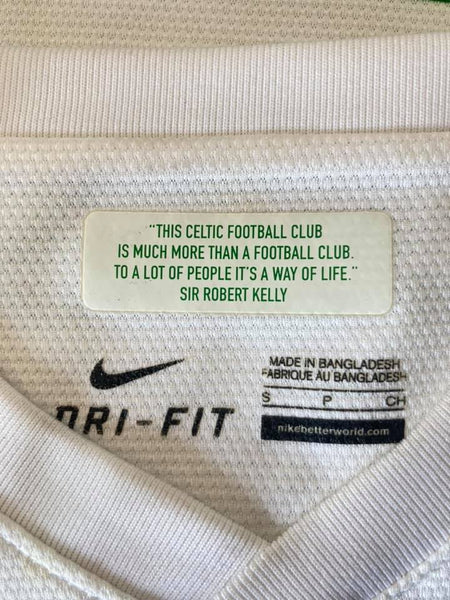 "THIS CELTIC FOOTBALL CLUB
IS MUCH MORE THAN A FOOTBALL CLUB.
TO A LOT OF PEOPLE IT'S A WAY OF LIFE."
SIR ROBERT KELLY
DRI-FIT
MADE IN BANGLADESH
FABRIQUE AU BANGLADESH
S P CH
nikebetterworld.com